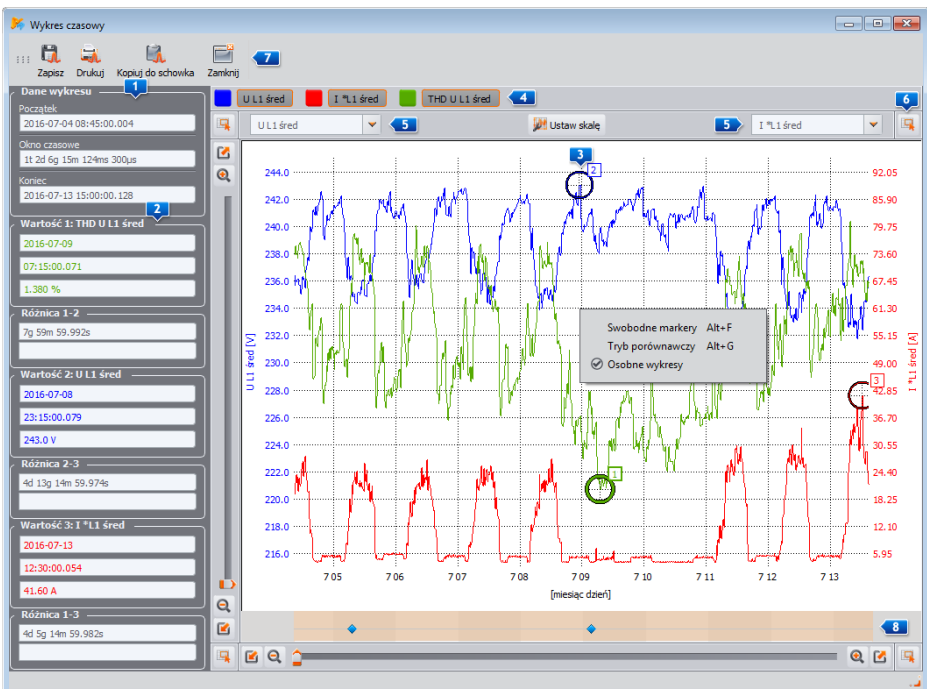 Wykres czasowy
Zapisz Drukuj Kopiuj do schowka Zamknij 7
Dane wykresu 1
Początek
2016-07-04 08:45:00.004
Okno czasowe
1t 2d 6g 15m 124ms 300µs
Koniec
2016-07-13 15:00:00.128
2
Wartość 1: THD U L1 śred
2016-07-09
07:15:00.071
1.380 %
Różnica 1-2
7g 59m 59.992s
Wartość 2: U L1 śred
2016-07-08
23:15:00.079
243.0 V
Różnica 2-3
4d 13g 14m 59.974s
Wartość 3: I *L1 śred
2016-07-13
12:30:00.054
41.60 A
Różnica 1-3
4d 5g 14m 59.982s
U L1 śred I *L1 śred THD U L1 śred 4 6
U L1 śred 5 Ustaw skalę 5 I *L1 śred
3
2
244.0 92.05
242.0 85.90
240.0 79.75
238.0 73.60
236.0 67.45
234.0 61.30
232.0 55.15
230.0 49.00
228.0 42.85
226.0 36.70
224.0 30.55
222.0 24.40
220.0 18.25
218.0 12.10
216.0 5.95
U L1 śred [V]
I *L1 śred [A]
Swobodne markery Alt+F
Tryb porównawczy Alt+G
Osobne wykresy
3
1
7 05 7 06 7 07 7 08 7 09 7 10 7 11 7 12 7 13
[miesiąc dzień]
8